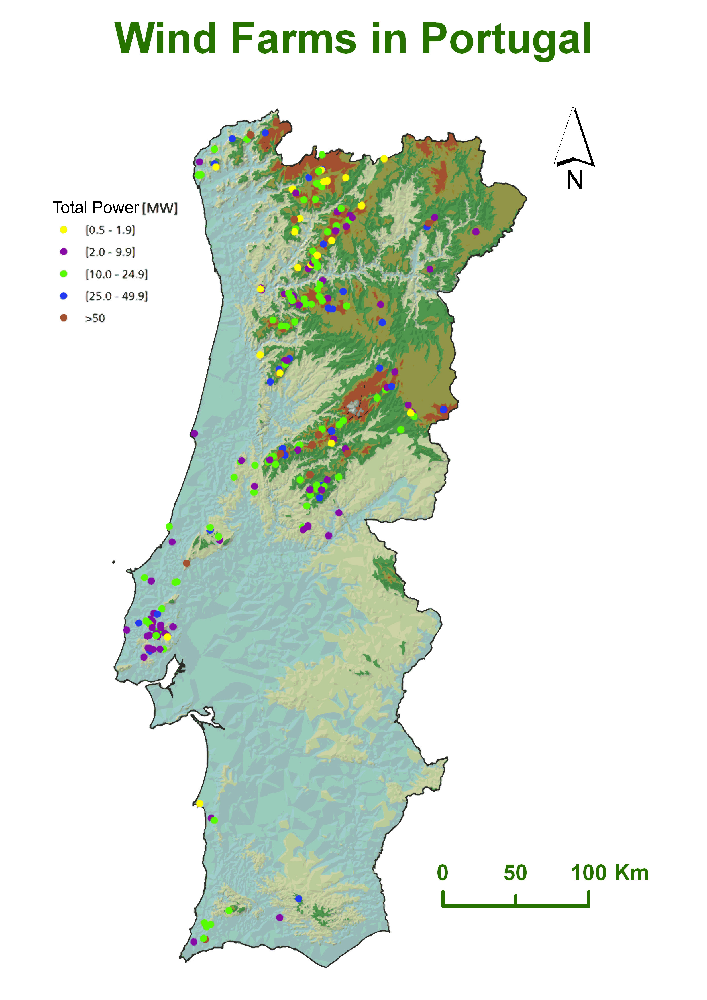 Wind Farms in Portugal
N
Total Power [MW]
[0.5 - 1.9]
[2.0 - 9.9]
[10.0 - 24.9]
[25.0 - 49.9]
>50
0 50 100 Km